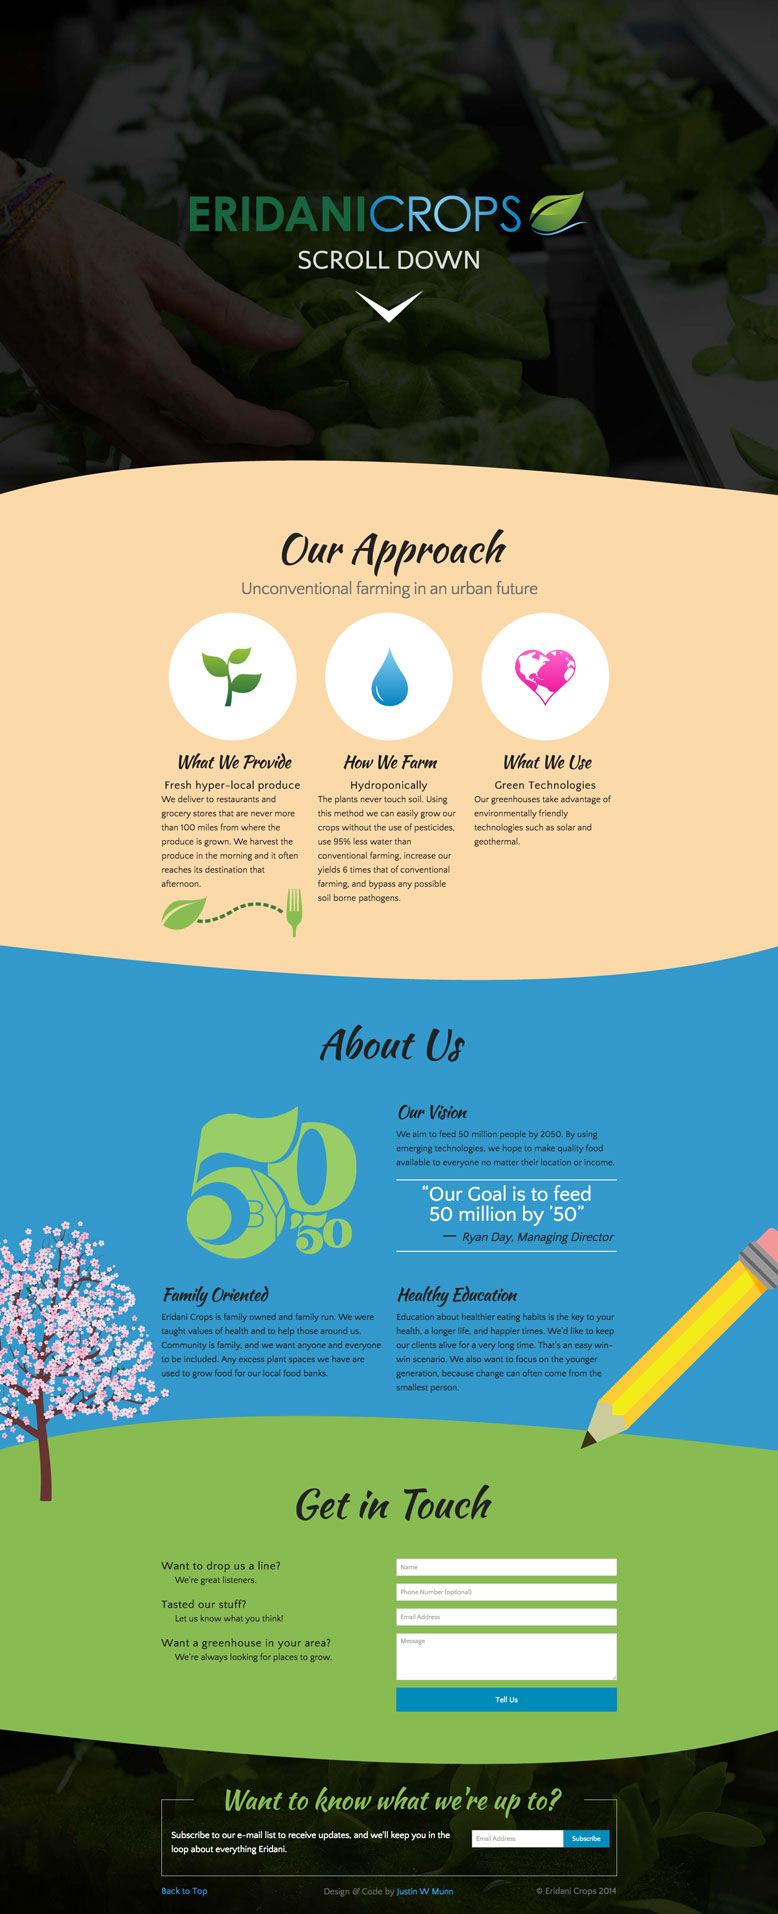 ERIDANICROPS
SCROLL DOWN
Our Approach
Unconventional farming in an urban future
What We Provide
Fresh hyper-local produce
We deliver to restaurants and
grocery stores that are never more
than 100 miles from where the
produce is grown. We harvest the
produce in the morning and it often
reaches its destination that
afternoon.
How We Farm
Hydroponically
The plants never touch soil. Using
this method we can easily grow our
crops without the use of pesticides,
use 95% less water than
conventional farming, increase our
yields 6 times that of conventional
farming, and bypass any possible
soil borne pathogens.
What We Use
Green Technologies
Our greenhouses take advantage of
environmentally friendly
technologies such as solar and
geothermal.
About Us
50
BY
'50
Our Vision
We aim to feed 50 million people by 2050. By using
emerging technologies, we hope to make quality food
available to everyone no matter their location or income.
“Our Goal is to feed
50 million by ’50”
— Ryan Day, Managing Director
Family Oriented
Eridani Crops is family owned and family run. We were
taught values of health and to help those around us.
Community is family, and we want anyone and everyone
to be included. Any excess plant spaces we have are
used to grow food for our local food banks.
Healthy Education
Education about healthier eating habits is the key to your
health, a longer life, and happier times. We'd like to keep
our clients alive for a very long time. That's an easy win-
win scenario. We also want to focus on the younger
generation, because change can often come from the
smallest person.
Get in Touch
Want to drop us a line?
We're great listeners.
Tasted our stuff?
Let us know what you think!
Want a greenhouse in your area?
We're always looking for places to grow.
Name
Phone Number (optional)
Email Address
Message
Tell Us
Want to know what we're up to?
Subscribe to our e-mail list to receive updates, and we'll keep you in the
loop about everything Eridani.
Email Address
Subscribe
Back to Top
Design & Code by Justin W Munn
© Eridani Crops 2014